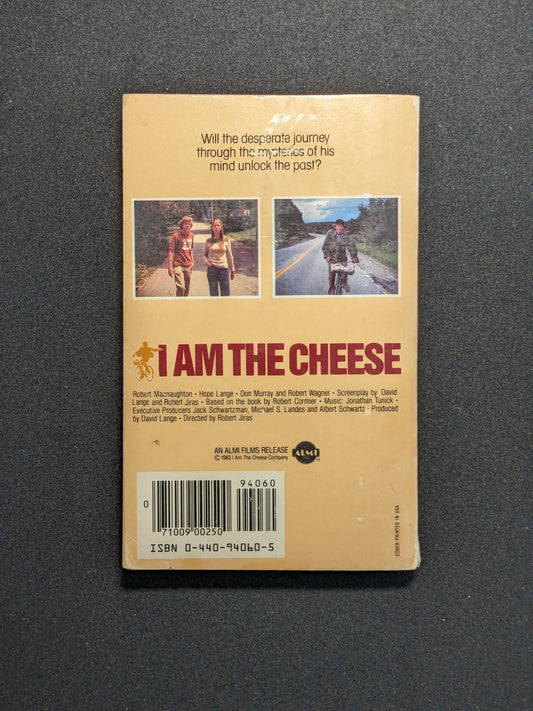 Will the desperate journey
through the mysteries of his
mind unlock the past?
I AM THE CHEESE
Robert Macnaughton • Hope Lange • Don Murray and Robert Wagner • Screenplay by David
Lange and Robert Jiras • Based on the book by Robert Cormier • Music: Jonathan Tunick •
Executive Producers Jack Schwartzman, Michael S. Landes and Albert Schwartz • Produced
by David Lange • Directed by Robert Jiras
AN ALMI FILMS RELEASE
© 1983 I Am The Cheese Company
ALMI
94060
0
71009 00250
ISBN 0-440-94060-5
COVER PRINTED IN USA